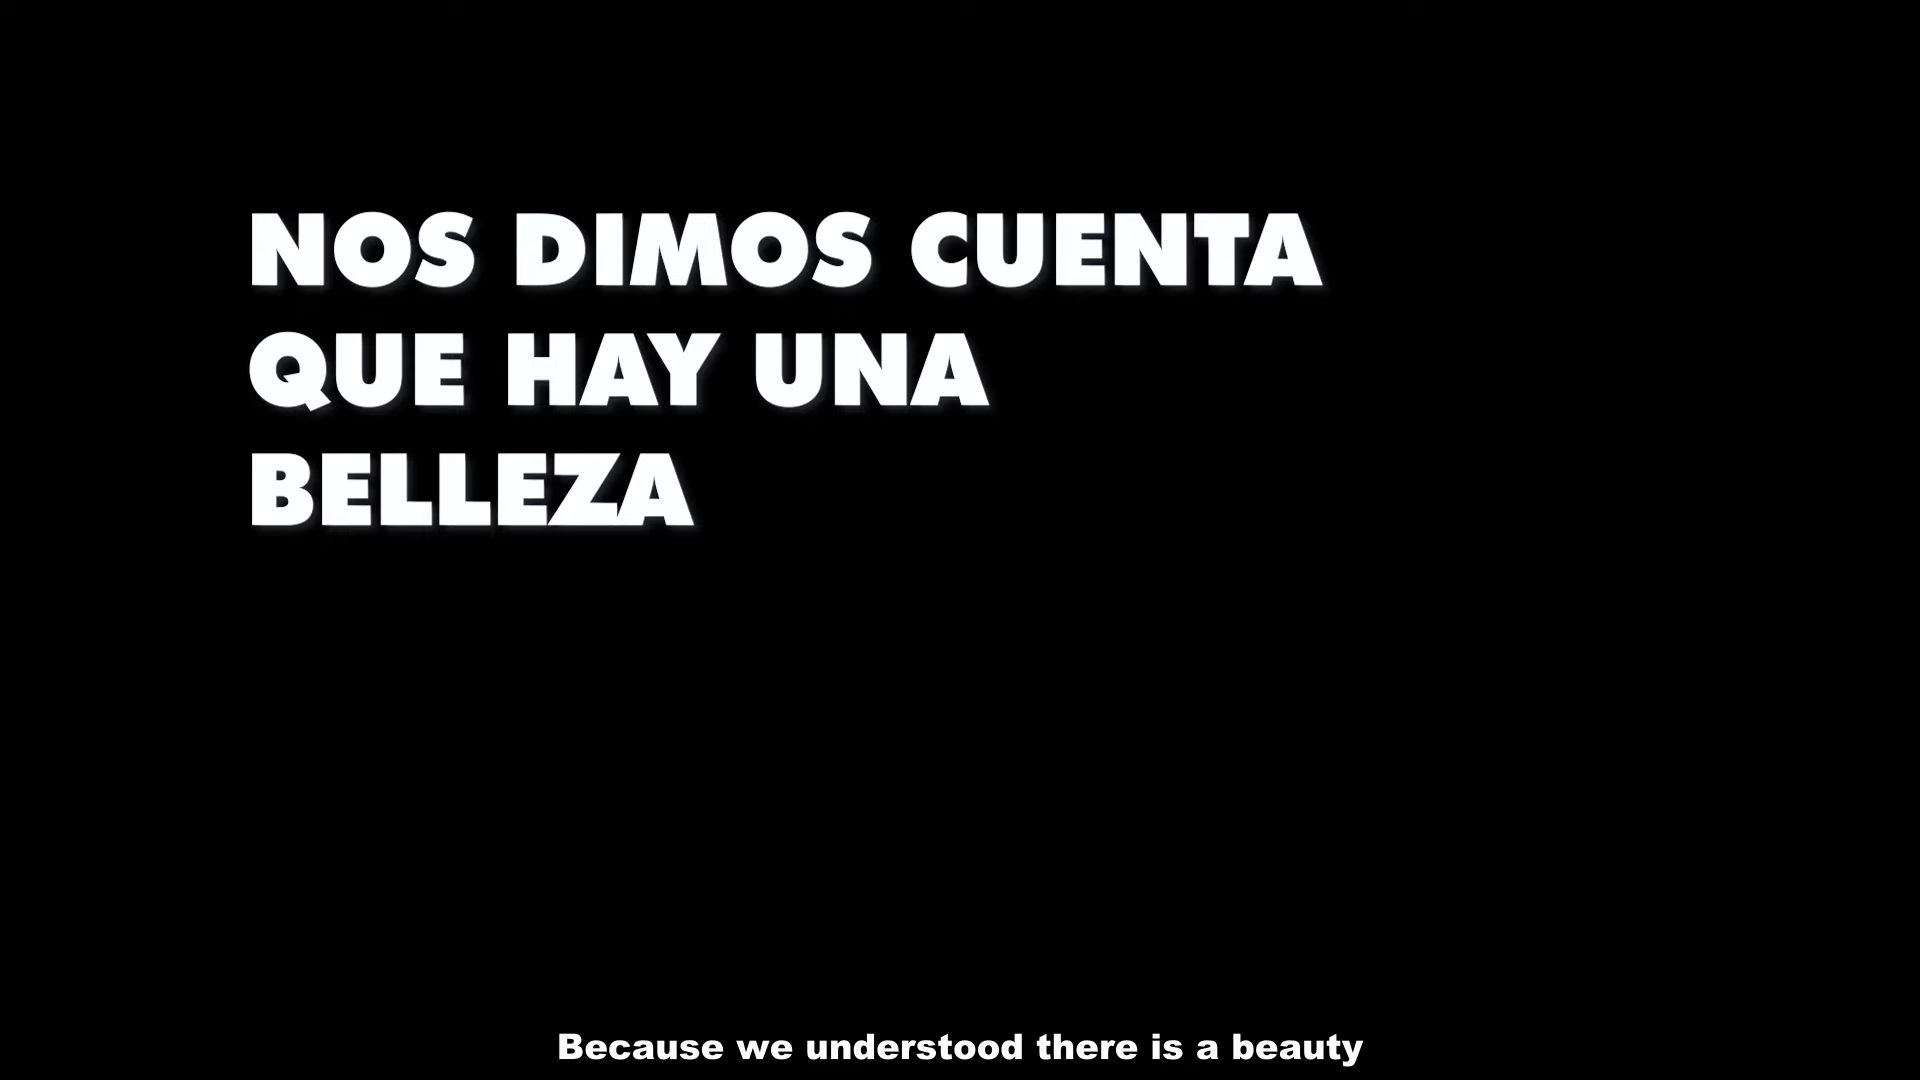 NOS DIMOS CUENTA
QUE HAY UNA
BELLEZA
Because we understood there is a beauty